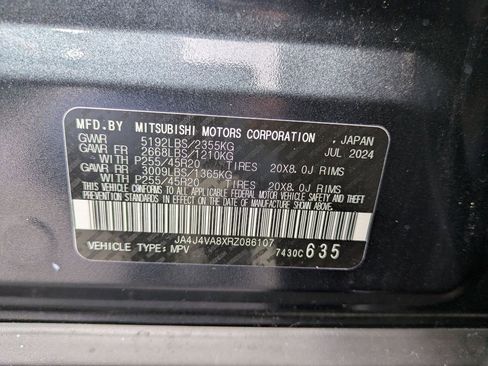 MFD.BY MITSUBISHI MOTORS CORPORATION , JAPAN
GVWR 5192LBS/2355KG JUL 2024
GAWR FR 2668LBS/1210KG
WITH P255/45R20 TIRES 20X8.0J RIMS
GAWR RR 3009LBS/1365KG
WITH P255/45R20 TIRES 20X8.0J RIMS
THIS VEHICLE CONFORMS TO ALL APPLICABLE FEDERAL MOTOR VEHICLE SAFETY, BUMPER AND THEFT
PREVENTION STANDARDS IN EFFECT ON THE DATE OF MANUFACTURE SHOWN ABOVE.
JA4J4VA8XRZ086107
VEHICLE TYPE: MPV 7430C 635